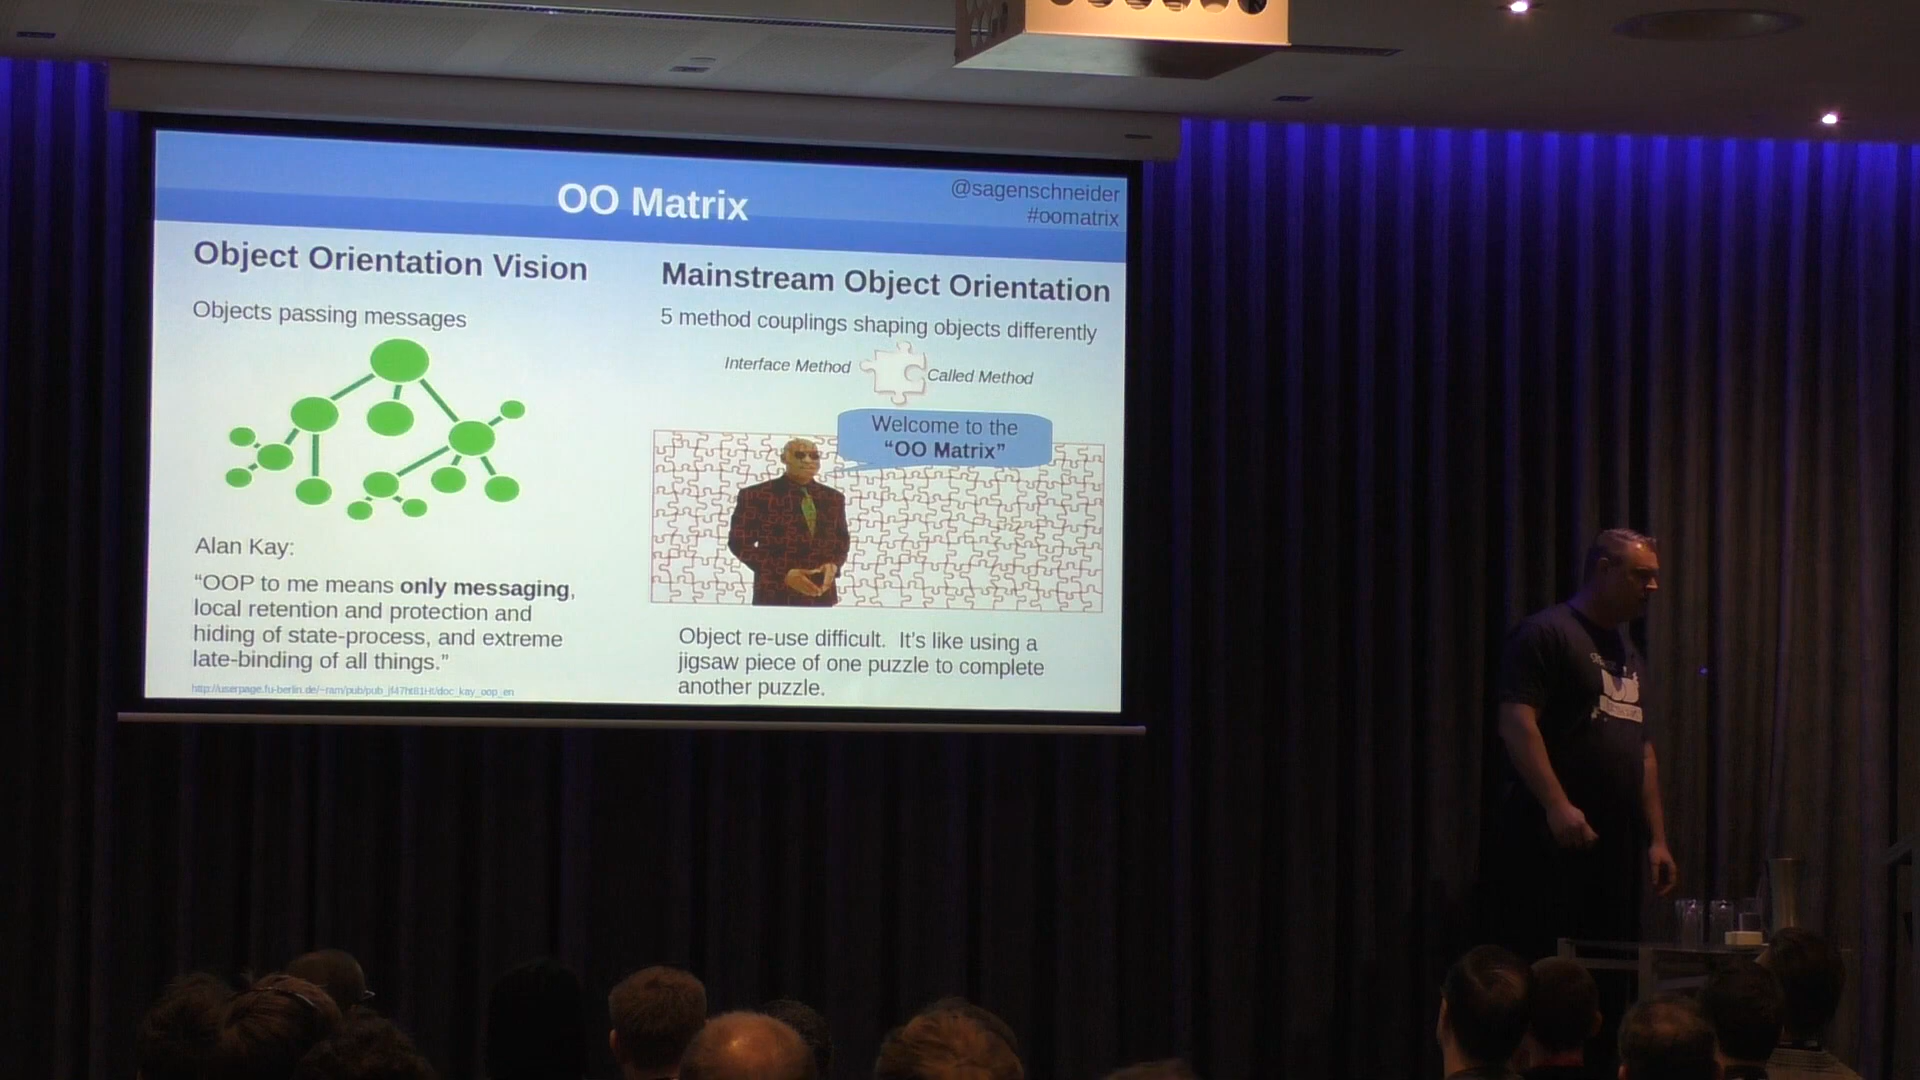 OO Matrix
@sagenschneider
#oomatrix
Object Orientation Vision
Objects passing messages
Alan Kay:
“OOP to me means only messaging,
local retention and protection and
hiding of state-process, and extreme
late-binding of all things.”
Mainstream Object Orientation
5 method couplings shaping objects differently
Interface Method
Called Method
Welcome to the
“OO Matrix”
Object re-use difficult. It’s like using a
jigsaw piece of one puzzle to complete
another puzzle.